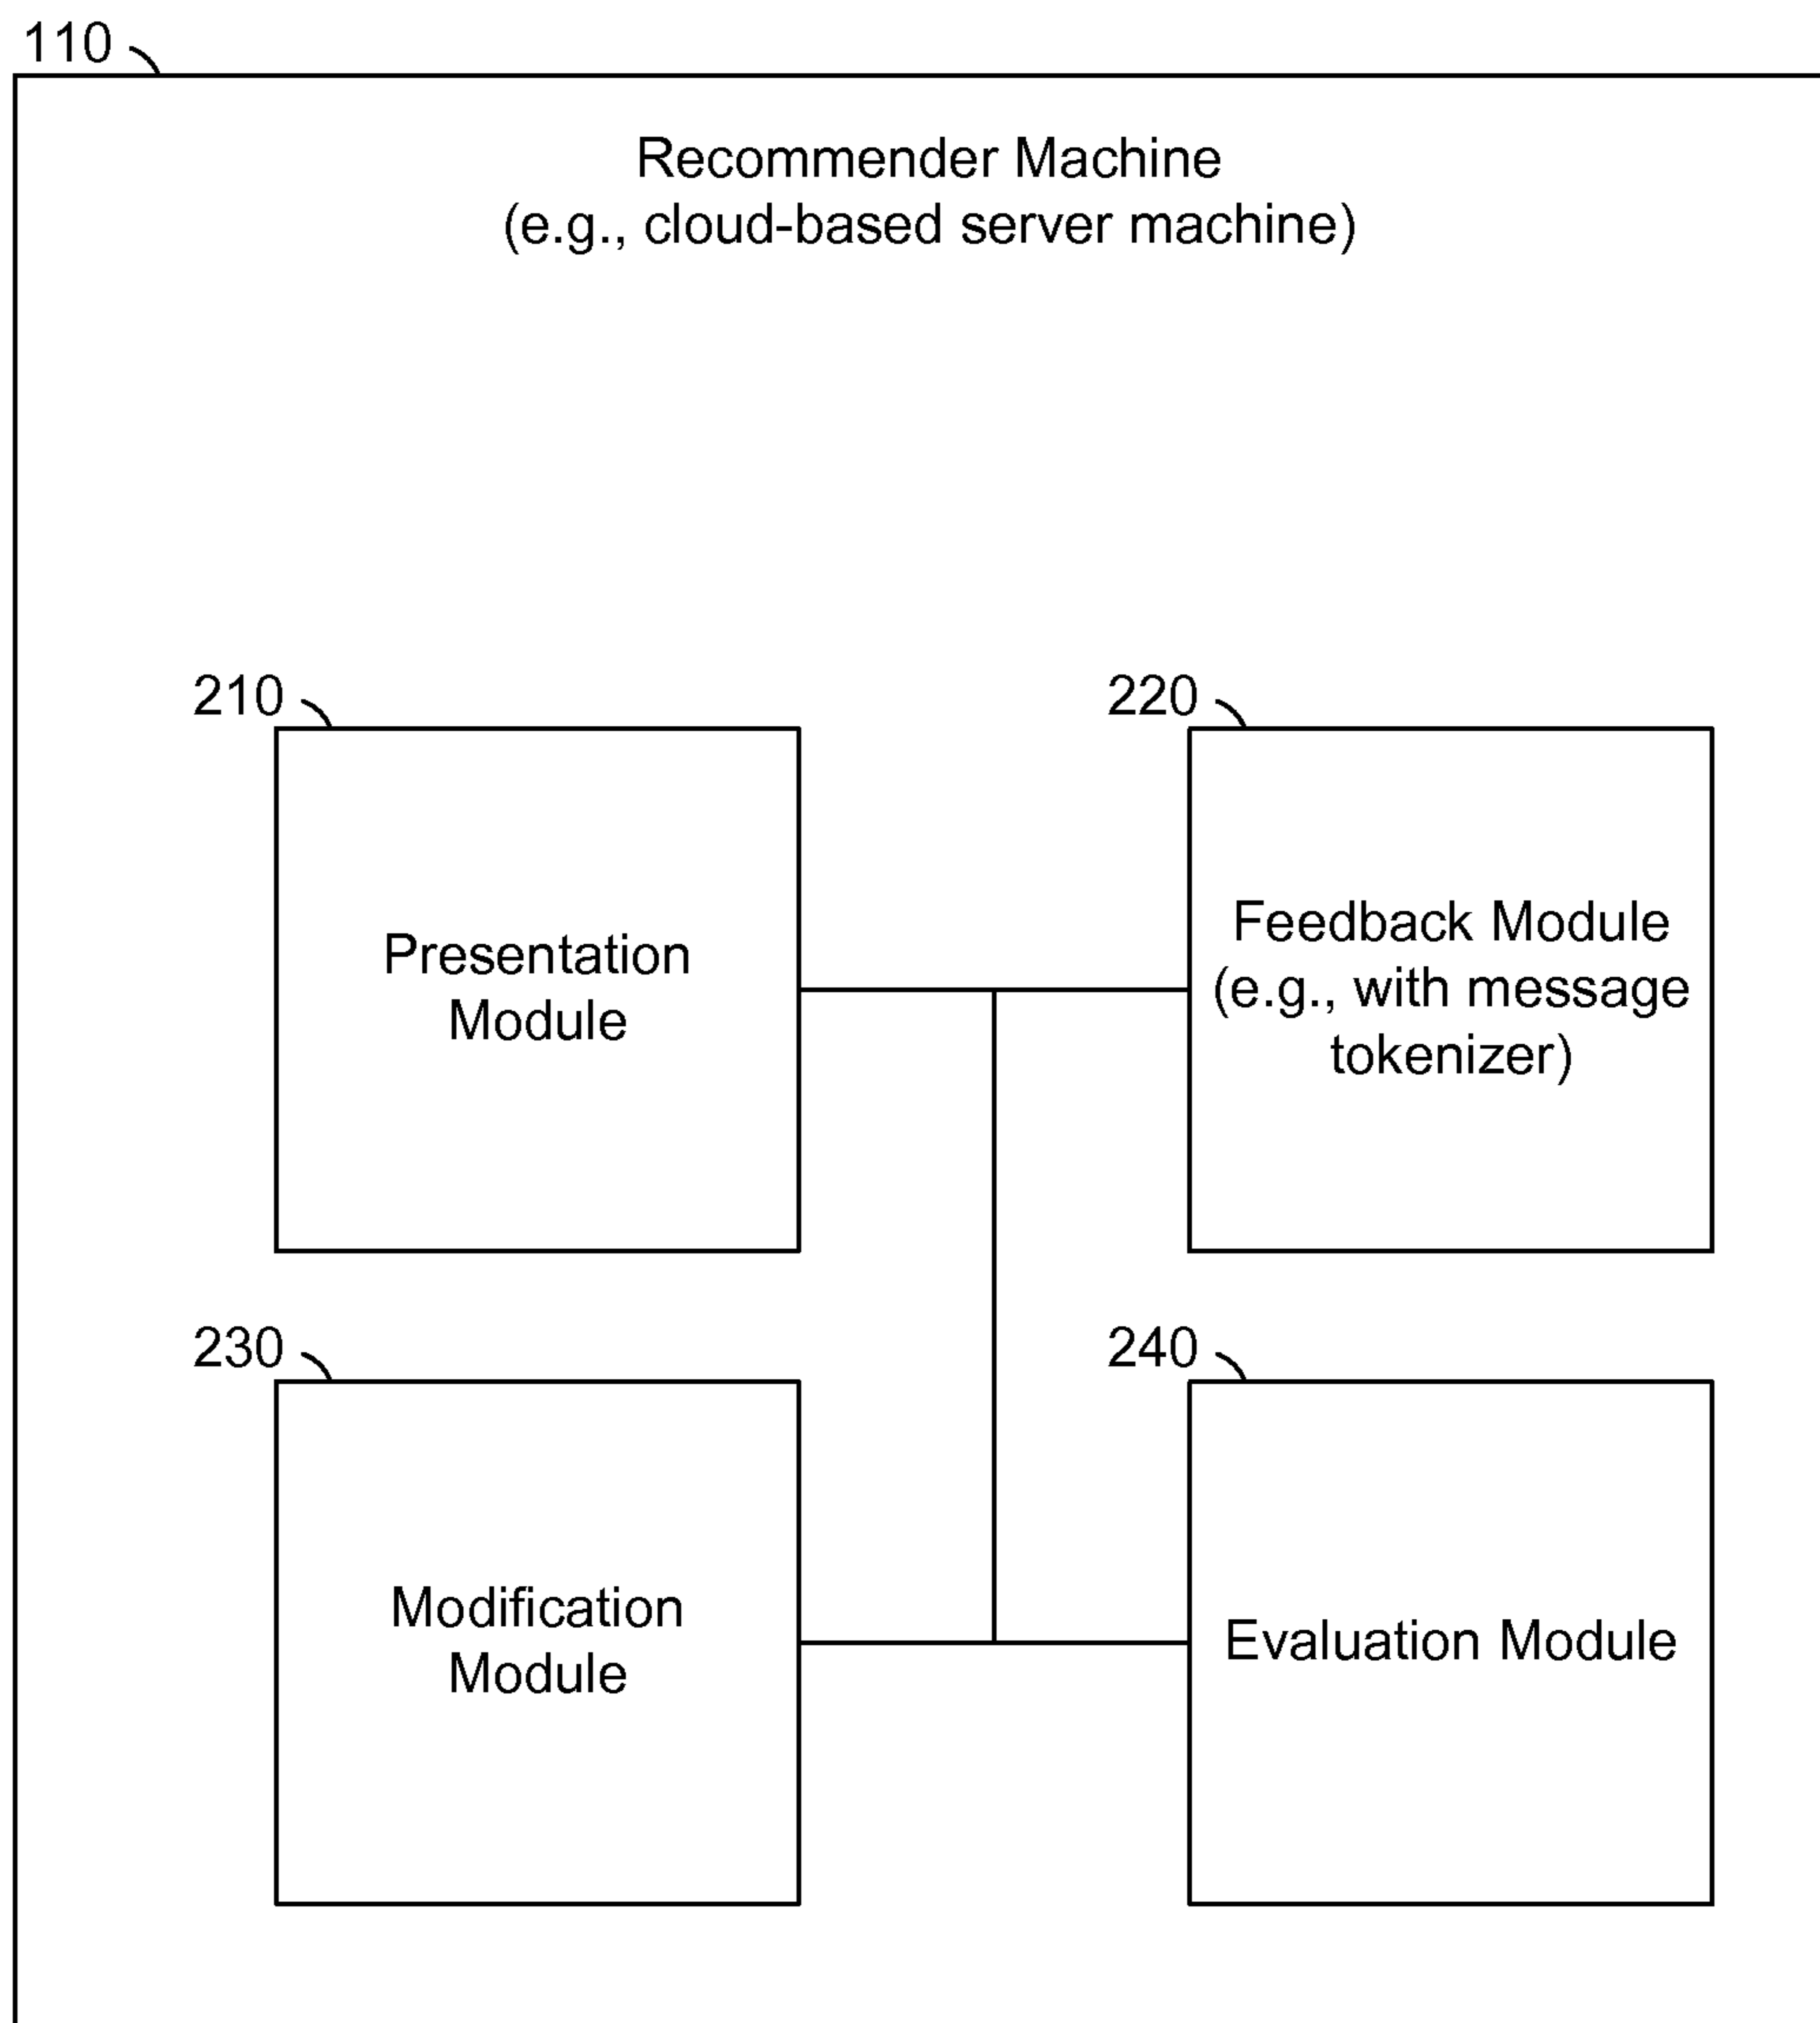 110
Recommender Machine
(e.g., cloud-based server machine)
210
Presentation
Module
220
Feedback Module
(e.g., with message
tokenizer)
230
Modification
Module
240
Evaluation Module